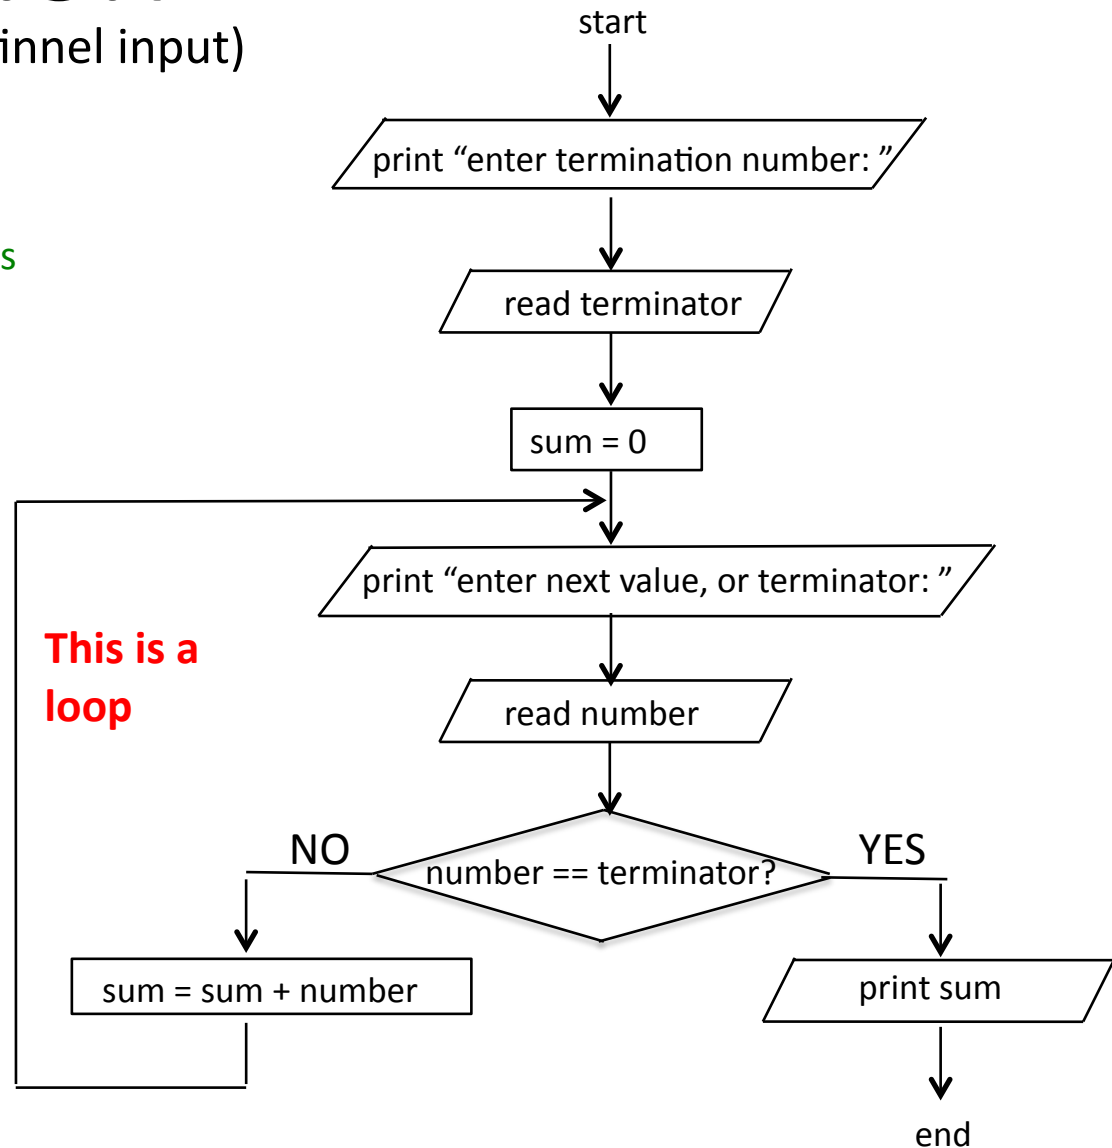 innel input)
start
print “enter termination number: ”
s
read terminator
sum = 0
print “enter next value, or terminator: ”
This is a
loop
read number
NO
YES
number == terminator?
sum = sum + number
print sum
end